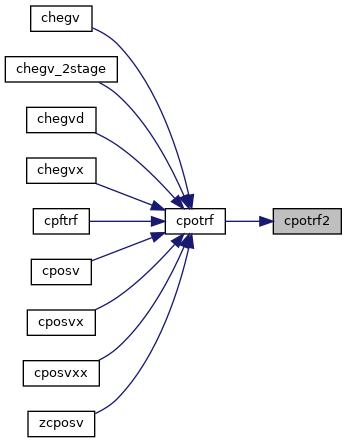 chegv
chegv_2stage
chegvd
chegvx
cpftrf
cpotrf
cpotrf2
cposv
cposvx
cposvxx
zcposv